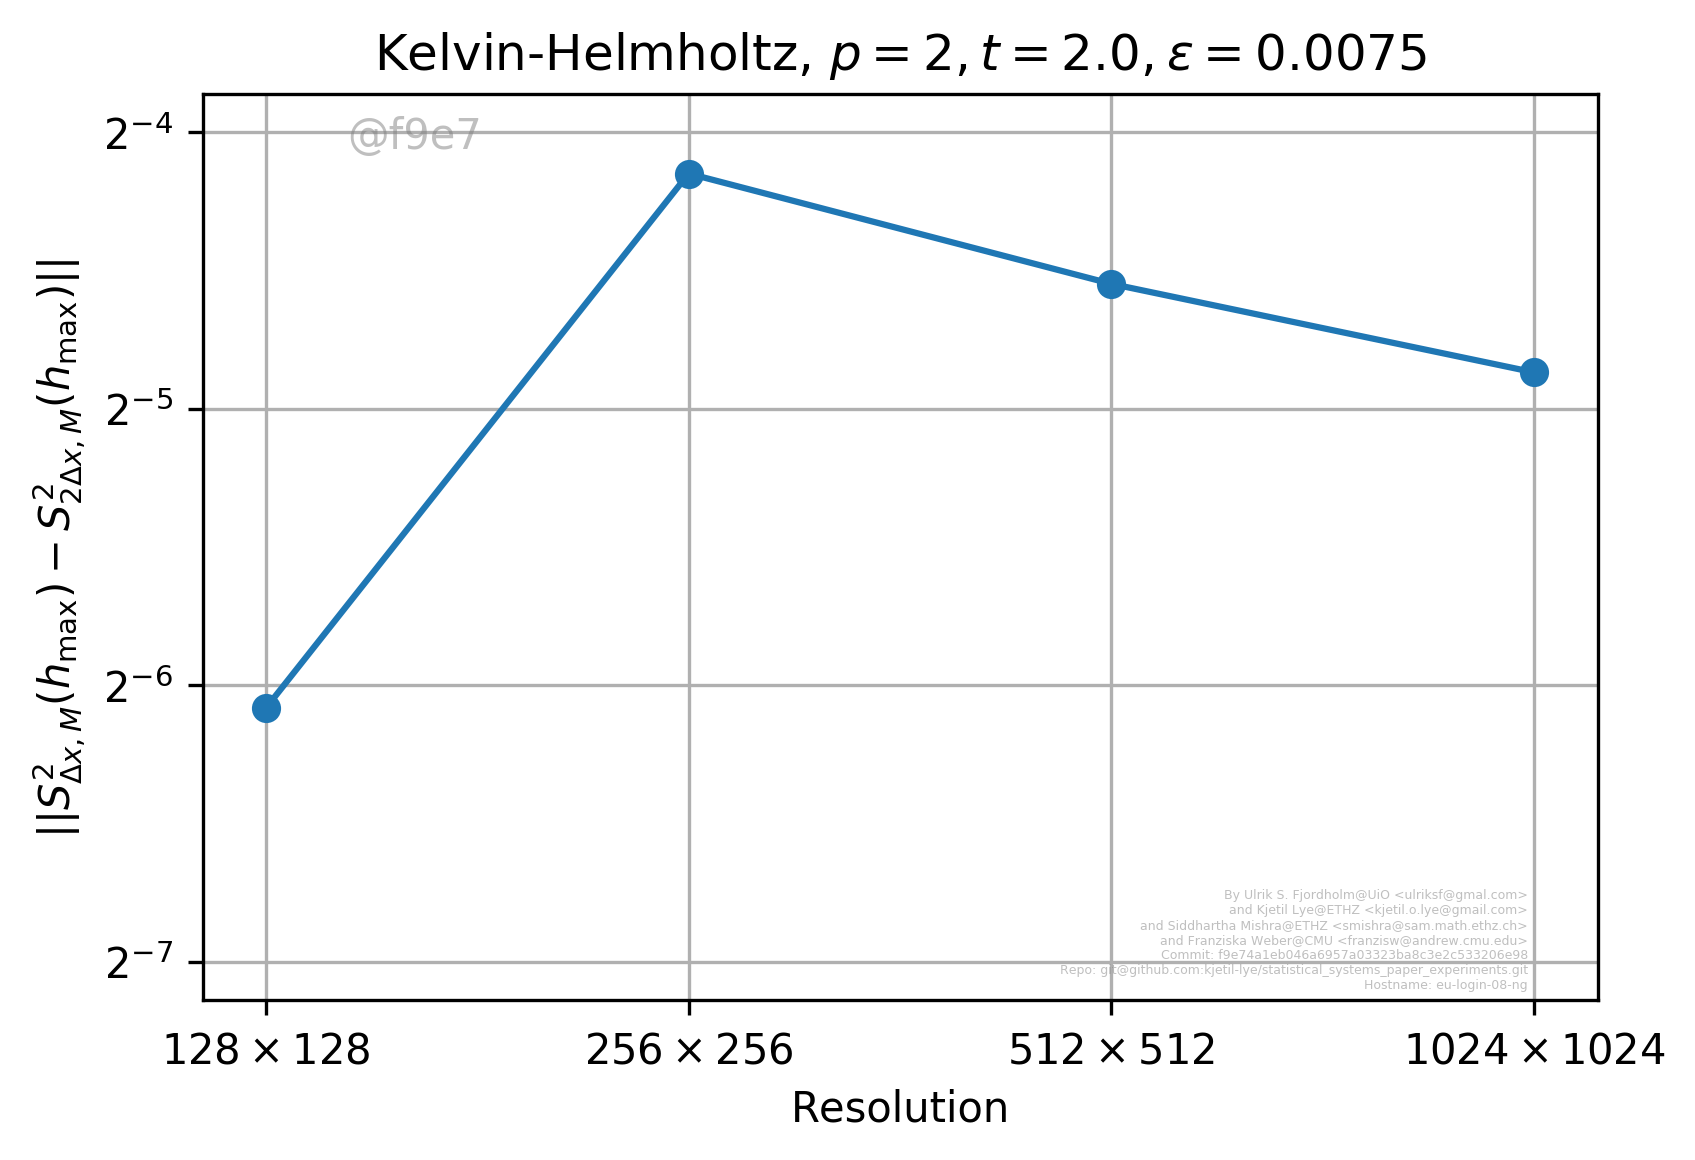 Kelvin-Helmholtz, p = 2, t = 2.0, ε = 0.0075
@f9e7
2⁻⁴
2⁻⁵
2⁻⁶
2⁻⁷
||S²_{Δx, M}(h_max) − S²_{2Δx, M}(h_max)||
By Ulrik S. Fjordholm@UiO <ulriksf@gmal.com>
and Kjetil Lye@ETHZ <kjetil.o.lye@gmail.com>
and Siddhartha Mishra@ETHZ <smishra@sam.math.ethz.ch>
and Franziska Weber@CMU <franzisw@andrew.cmu.edu>
Commit: f9e74a1eb046a6957a03323ba8c3e2c533206e98
Repo: git@github.com:kjetil-lye/statistical_systems_paper_experiments.git
Hostname: eu-login-08-ng
128 × 128 256 × 256 512 × 512 1024 × 1024
Resolution